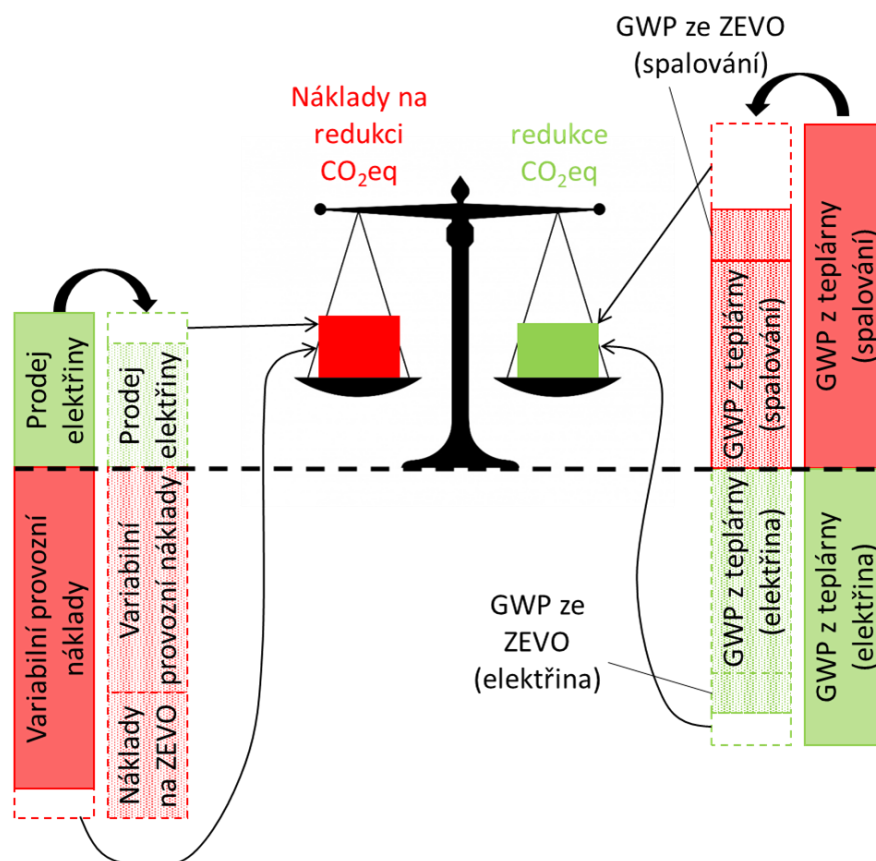 GWP ze ZEVO
(spalování)
Náklady na
redukci
CO₂eq
redukce
CO₂eq
Prodej
elektřiny
Prodej
elektřiny
Variabilní provozní
náklady
Variabilní
provozní náklady
Náklady
na ZEVO
GWP z teplárny
(spalování)
GWP z teplárny
(spalování)
GWP z teplárny
(elektřina)
GWP z teplárny
(elektřina)
GWP ze
ZEVO
(elektřina)